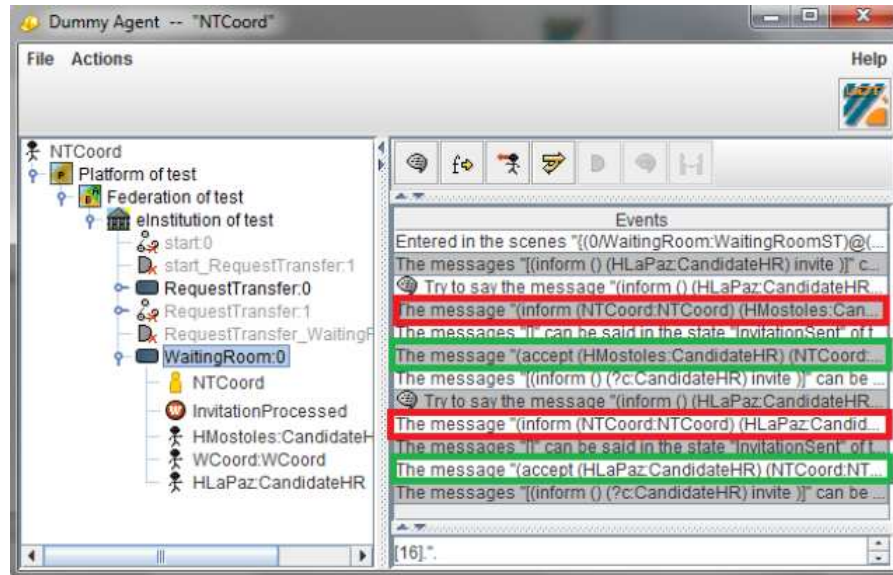 Dummy Agent -- "NTCoord"
File Actions Help
NTCoord
Platform of test
Federation of test
eInstitution of test
start:0
start_RequestTransfer:1
RequestTransfer:0
RequestTransfer:1
RequestTransfer_WaitingF
WaitingRoom:0
NTCoord
InvitationProcessed
HMostoles:CandidateH
WCoord:WCoord
HLaPaz:CandidateHR
Events
Entered in the scenes "[(0/WaitingRoom:WaitingRoomST)@(...
The messages "[(inform () (HLaPaz:CandidateHR) invite )]" c...
Try to say the message "(inform () (HLaPaz:CandidateHR...
The message "(inform (NTCoord:NTCoord) (HMostoles:Can...
The messages "[]" can be said in the state "InvitationSent" of t...
The message "(accept (HMostoles:CandidateHR) (NTCoord:...
The messages "[(inform () (?c:CandidateHR) invite )]" can be ...
Try to say the message "(inform () (HLaPaz:CandidateHR...
The message "(inform (NTCoord:NTCoord) (HLaPaz:Candid...
The messages "[]" can be said in the state "InvitationSent" of t...
The message "(accept (HLaPaz:CandidateHR) (NTCoord:NT...
The messages "[(inform () (?c:CandidateHR) invite )]" can be ...
[16].".